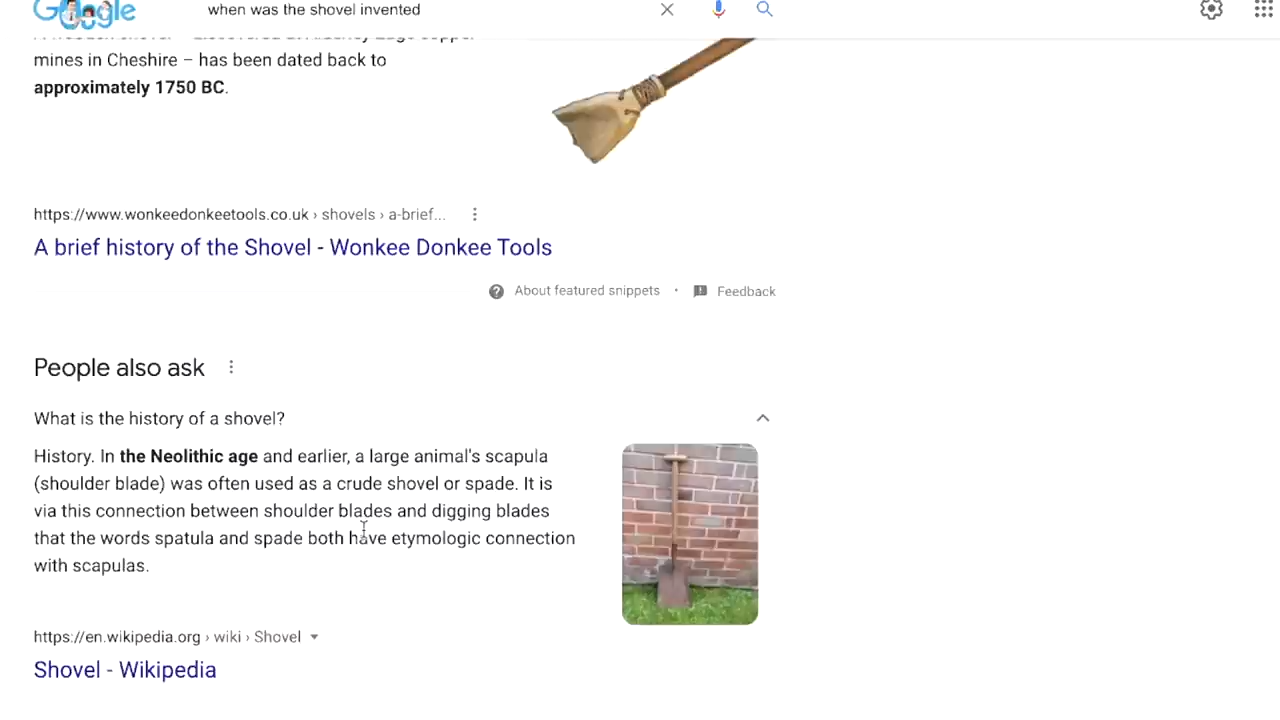 Google
when was the shovel invented
mines in Cheshire – has been dated back to
approximately 1750 BC.
https://www.wonkeedonkeetools.co.uk › shovels › a-brief...
A brief history of the Shovel - Wonkee Donkee Tools
About featured snippets • Feedback
People also ask
What is the history of a shovel?
History. In the Neolithic age and earlier, a large animal's scapula
(shoulder blade) was often used as a crude shovel or spade. It is
via this connection between shoulder blades and digging blades
that the words spatula and spade both have etymologic connection
with scapulas.
https://en.wikipedia.org › wiki › Shovel
Shovel - Wikipedia